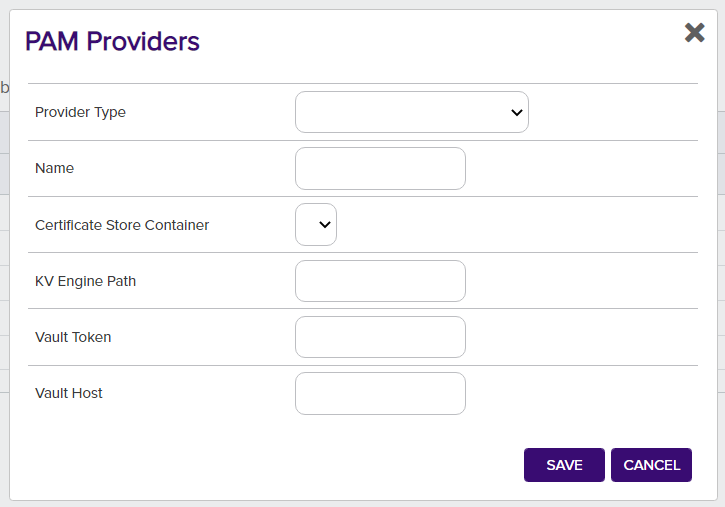 PAM Providers
b
Provider Type
Name
Certificate Store Container
KV Engine Path
Vault Token
Vault Host
SAVE CANCEL